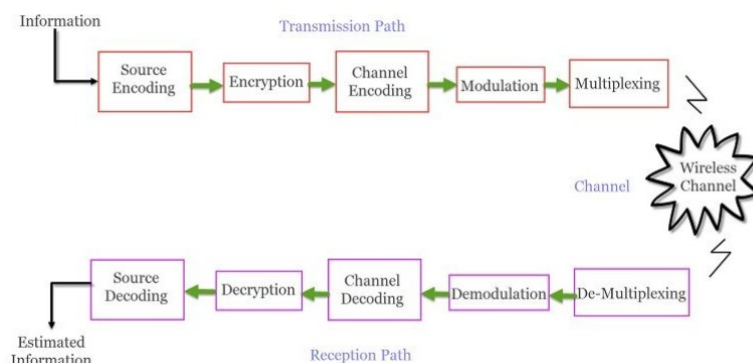 Information
Transmission Path
Source
Encoding
Encryption
Channel
Encoding
Modulation
Multiplexing
Wireless
Channel
Channel
De-Multiplexing
Demodulation
Channel
Decoding
Decryption
Source
Decoding
Estimated
Information
Reception Path